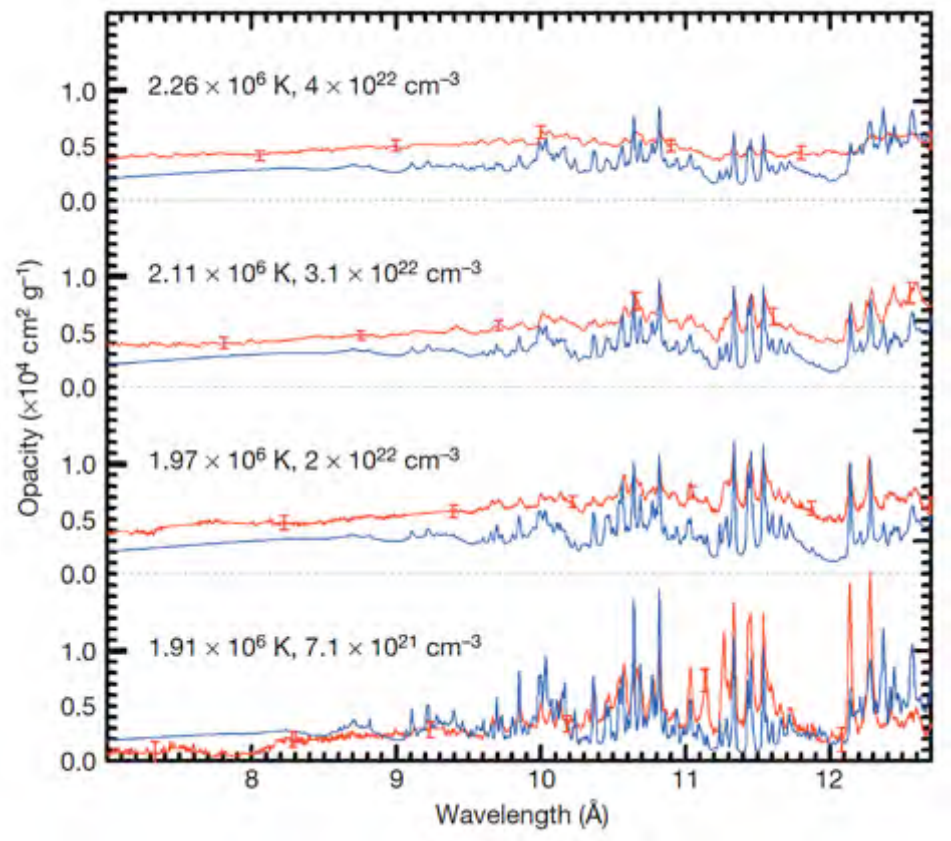 2.26 × 10⁶ K, 4 × 10²² cm⁻³
1.0
0.5
0.0
2.11 × 10⁶ K, 3.1 × 10²² cm⁻³
1.0
0.5
0.0
1.97 × 10⁶ K, 2 × 10²² cm⁻³
1.0
0.5
0.0
1.91 × 10⁶ K, 7.1 × 10²¹ cm⁻³
1.0
0.5
0.0
Opacity (×10⁴ cm² g⁻¹)
8 9 10 11 12
Wavelength (Å)